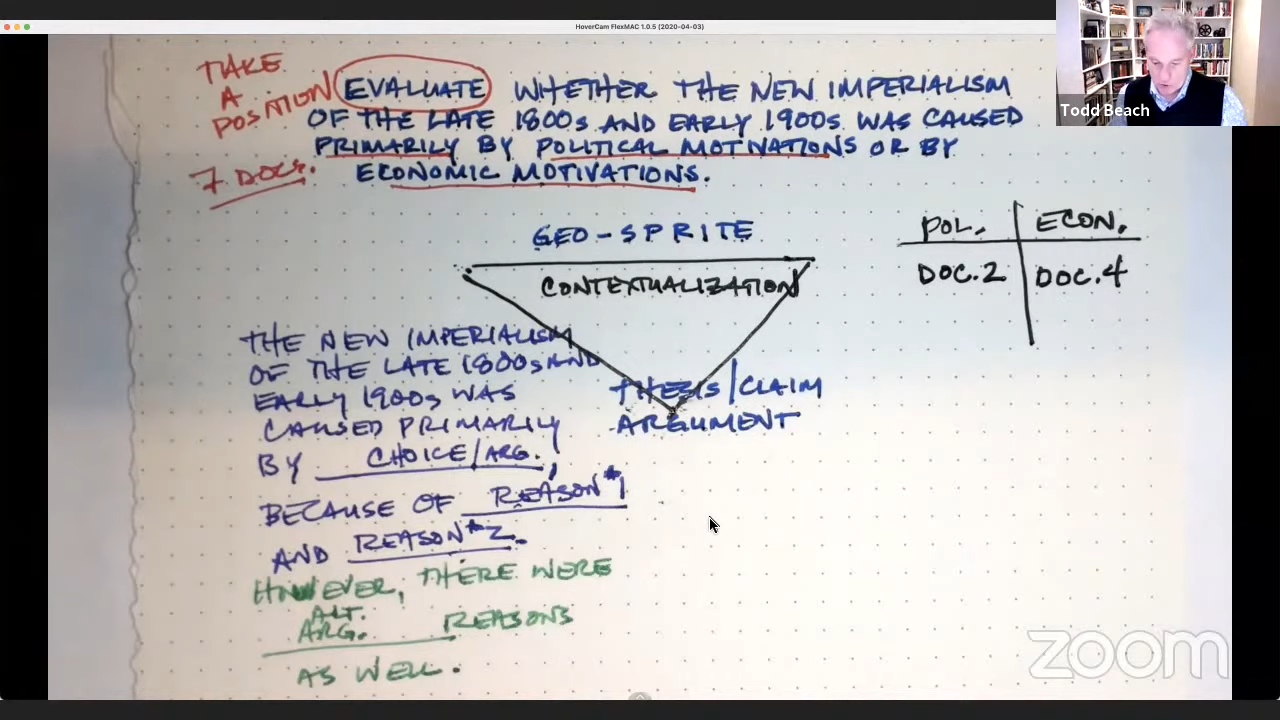 HoverCam FlexMAC 1.0.5 (2020-04-03)
Todd Beach
TAKE
A
POSITION
EVALUATE WHETHER THE NEW IMPERIALISM
OF THE LATE 1800s AND EARLY 1900s WAS CAUSED
PRIMARILY BY POLITICAL MOTIVATIONS OR BY
ECONOMIC MOTIVATIONS.
7 DOCS.
GEO-SPRITE
CONTEXTUALIZATION
THESIS/CLAIM
ARGUMENT
POL. ECON.
DOC.2 DOC.4
THE NEW IMPERIALISM
OF THE LATE 1800s AND
EARLY 1900s WAS
CAUSED PRIMARILY
BY CHOICE/ARG.,
BECAUSE OF REASON #1
AND REASON #2.
HOWEVER, THERE WERE
ALT.
ARG. REASONS
AS WELL.
zoom